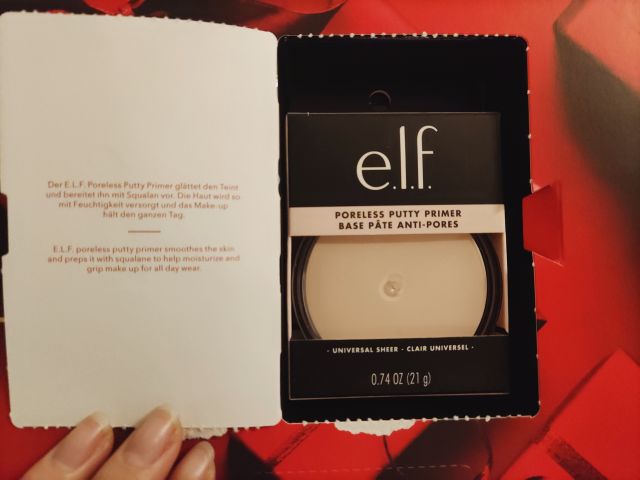 Der E.L.F. Poreless Putty Primer glättet den Teint
und bereitet ihn mit Squalan vor. Die Haut wird so
mit Feuchtigkeit versorgt und das Make-up
hält den ganzen Tag.
E.L.F. poreless putty primer smoothes the skin
and preps it with squalane to help moisturize and
grip make up for all day wear.
e.l.f.
PORELESS PUTTY PRIMER
BASE PÂTE ANTI-PORES
· UNIVERSAL SHEER · CLAIR UNIVERSEL ·
0.74 OZ (21 g)